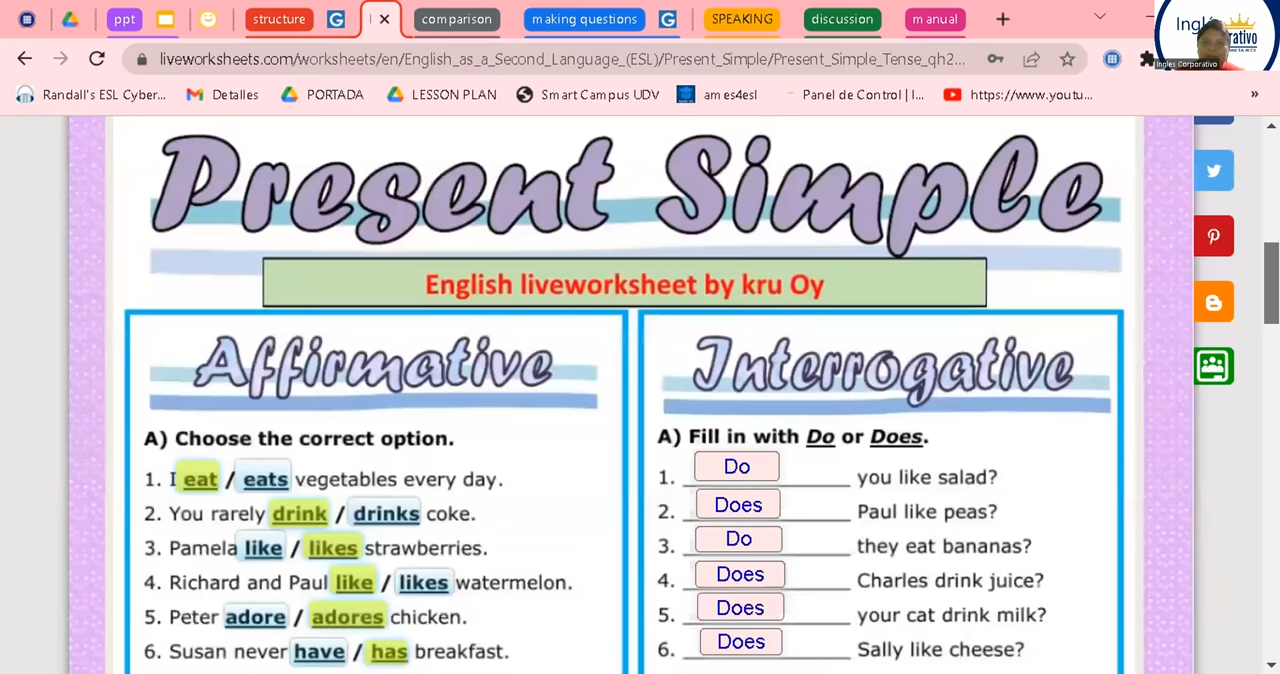 ppt
structure
comparison
making questions
SPEAKING
discussion
manual
liveworksheets.com/worksheets/en/English_as_a_Second_Language_(ESL)/Present_Simple/Present_Simple_Tense_qh2...
Randall's ESL Cyber...
Detalles
PORTADA
LESSON PLAN
Smart Campus UDV
ames4esl
Panel de Control | I...
https://www.youtu...
Ingles Corporativo
Present Simple
English liveworksheet by kru Oy
Affirmative
A) Choose the correct option.
1. I eat / eats vegetables every day.
2. You rarely drink / drinks coke.
3. Pamela like / likes strawberries.
4. Richard and Paul like / likes watermelon.
5. Peter adore / adores chicken.
6. Susan never have / has breakfast.
Interrogative
A) Fill in with Do or Does.
1. Do you like salad?
2. Does Paul like peas?
3. Do they eat bananas?
4. Does Charles drink juice?
5. Does your cat drink milk?
6. Does Sally like cheese?